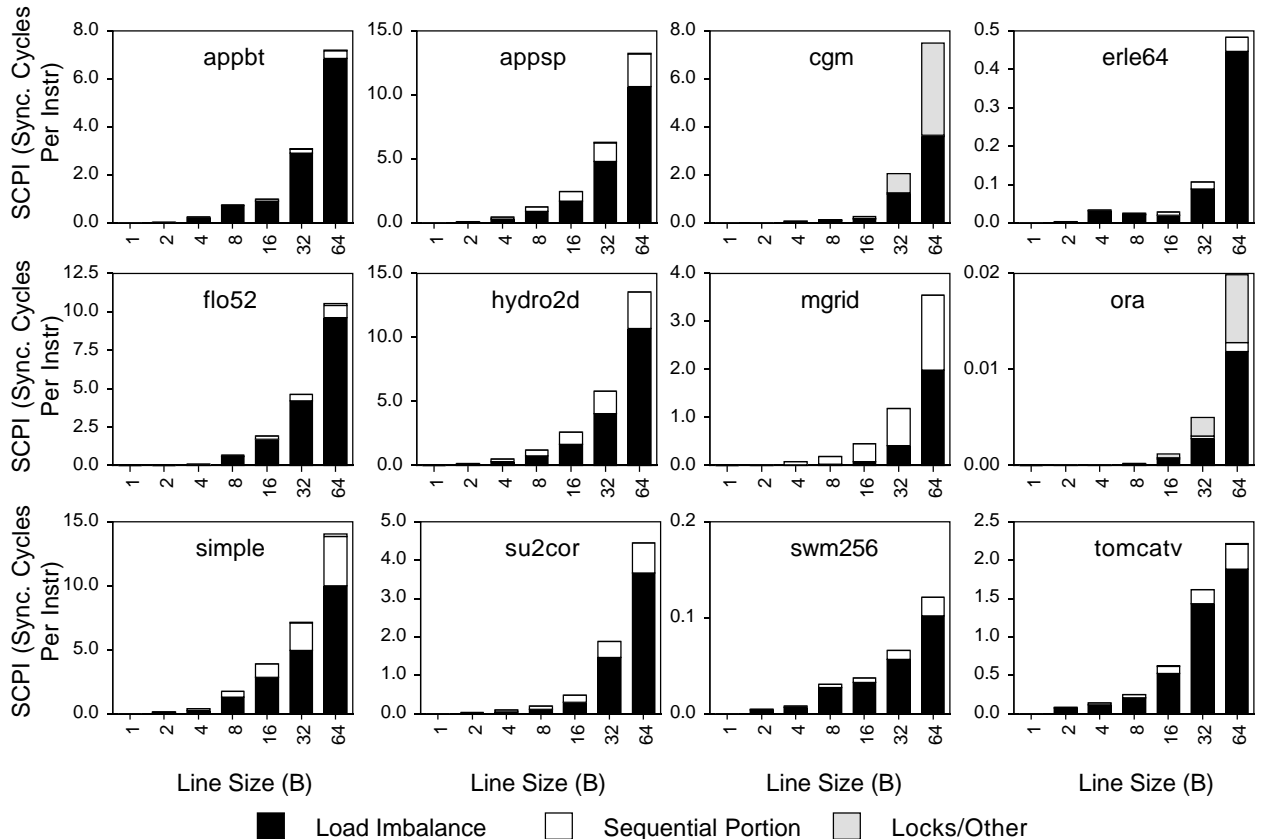 SCPI (Sync. Cycles
Per Instr)
8.0
6.0
4.0
2.0
0.0
appbt
1 2 4 8 16 32 64
15.0
10.0
5.0
0.0
appsp
1 2 4 8 16 32 64
8.0
6.0
4.0
2.0
0.0
cgm
1 2 4 8 16 32 64
0.5
0.4
0.3
0.2
0.1
0.0
erle64
1 2 4 8 16 32 64
SCPI (Sync. Cycles
Per Instr)
12.5
10.0
7.5
5.0
2.5
0.0
flo52
1 2 4 8 16 32 64
15.0
10.0
5.0
0.0
hydro2d
1 2 4 8 16 32 64
4.0
3.0
2.0
1.0
0.0
mgrid
1 2 4 8 16 32 64
0.02
0.01
0.00
ora
1 2 4 8 16 32 64
SCPI (Sync. Cycles
Per Instr)
15.0
10.0
5.0
0.0
simple
1 2 4 8 16 32 64
5.0
4.0
3.0
2.0
1.0
0.0
su2cor
1 2 4 8 16 32 64
0.2
0.1
0.0
swm256
1 2 4 8 16 32 64
2.5
2.0
1.5
1.0
0.5
0.0
tomcatv
1 2 4 8 16 32 64
Line Size (B)
Line Size (B)
Line Size (B)
Line Size (B)
Load Imbalance
Sequential Portion
Locks/Other